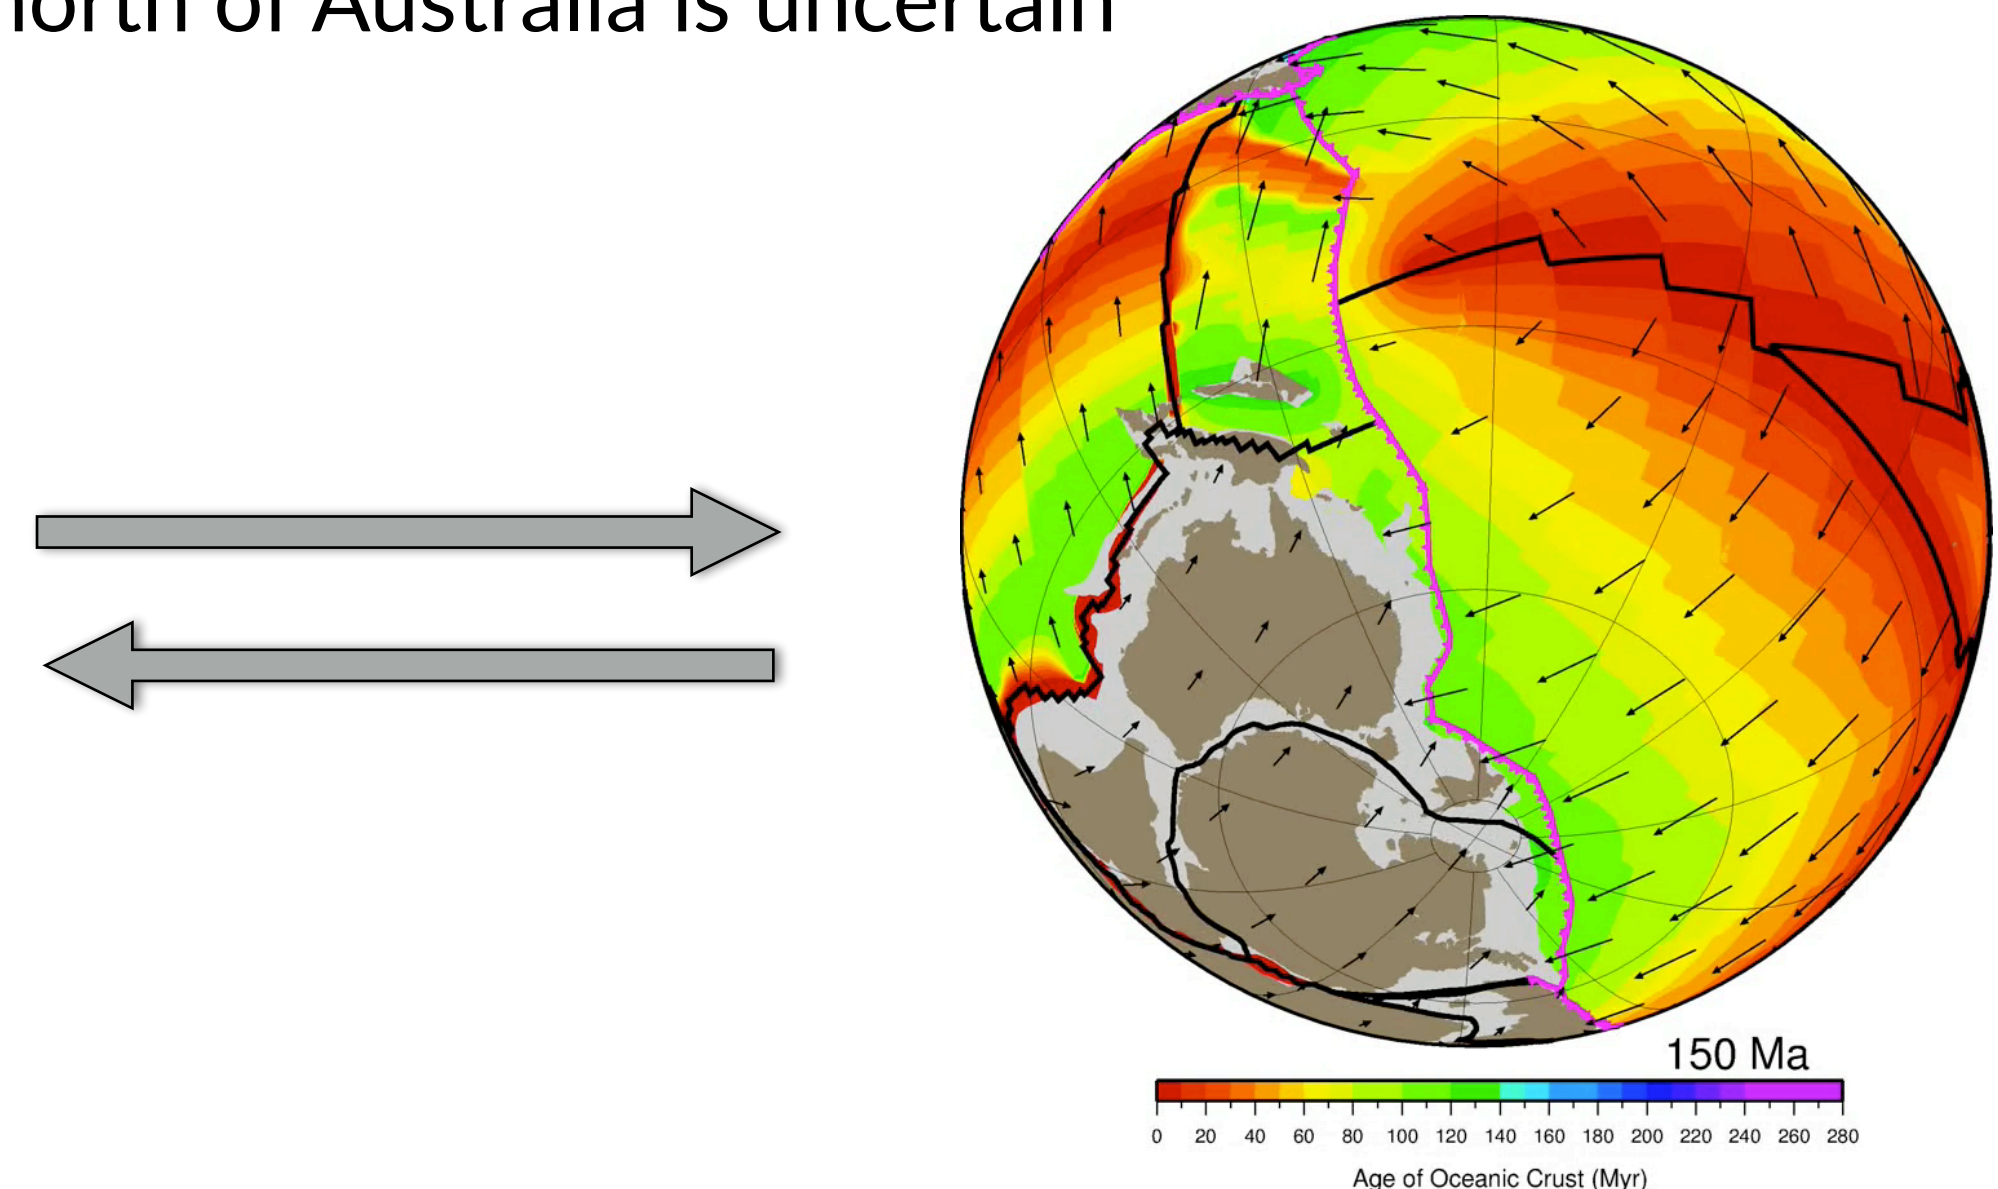 north of Australia is uncertain
150 Ma
0 20 40 60 80 100 120 140 160 180 200 220 240 260 280
Age of Oceanic Crust (Myr)